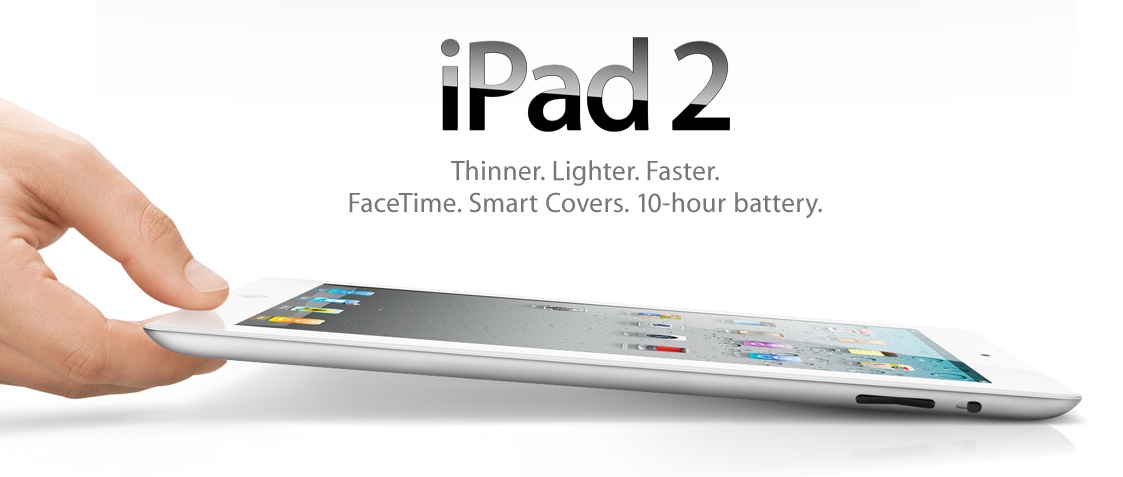 iPad 2
Thinner. Lighter. Faster.
FaceTime. Smart Covers. 10-hour battery.